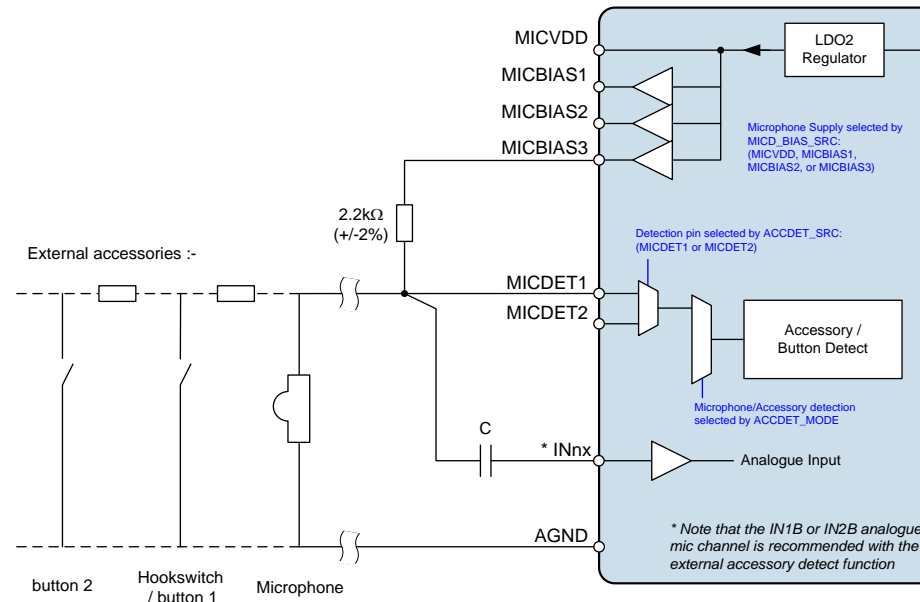 MICVDD
LDO2
Regulator
MICBIAS1
MICBIAS2
MICBIAS3
Microphone Supply selected by
MICD_BIAS_SRC:
(MICVDD, MICBIAS1,
MICBIAS2, or MICBIAS3)
2.2kΩ
(+/-2%)
External accessories :-
Detection pin selected by ACCDET_SRC:
(MICDET1 or MICDET2)
MICDET1
MICDET2
Accessory /
Button Detect
Microphone/Accessory detection
selected by ACCDET_MODE
C
* INnx
Analogue Input
AGND
* Note that the IN1B or IN2B analogue
mic channel is recommended with the
external accessory detect function
button 2
Hookswitch
/ button 1
Microphone